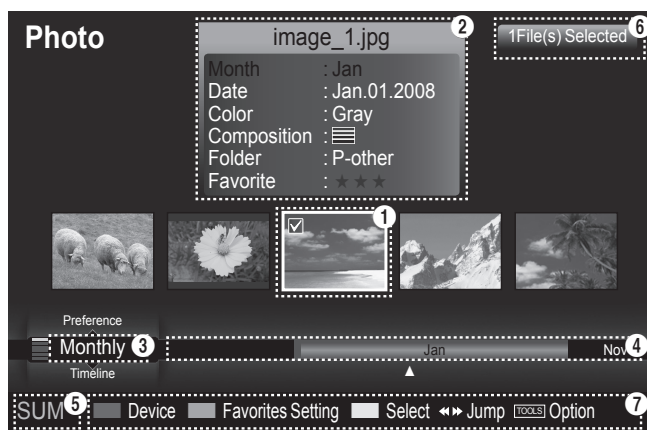 Photo
image_1.jpg
2
1File(s) Selected
6
Month : Jan
Date : Jan.01.2008
Color : Gray
Composition :
Folder : P-other
Favorite : ★★★
1
Preference
Monthly
3
Jan
Nov
4
Timeline
SUM
5
Device
Favorites Setting
Select
Jump
TOOLS
Option
7